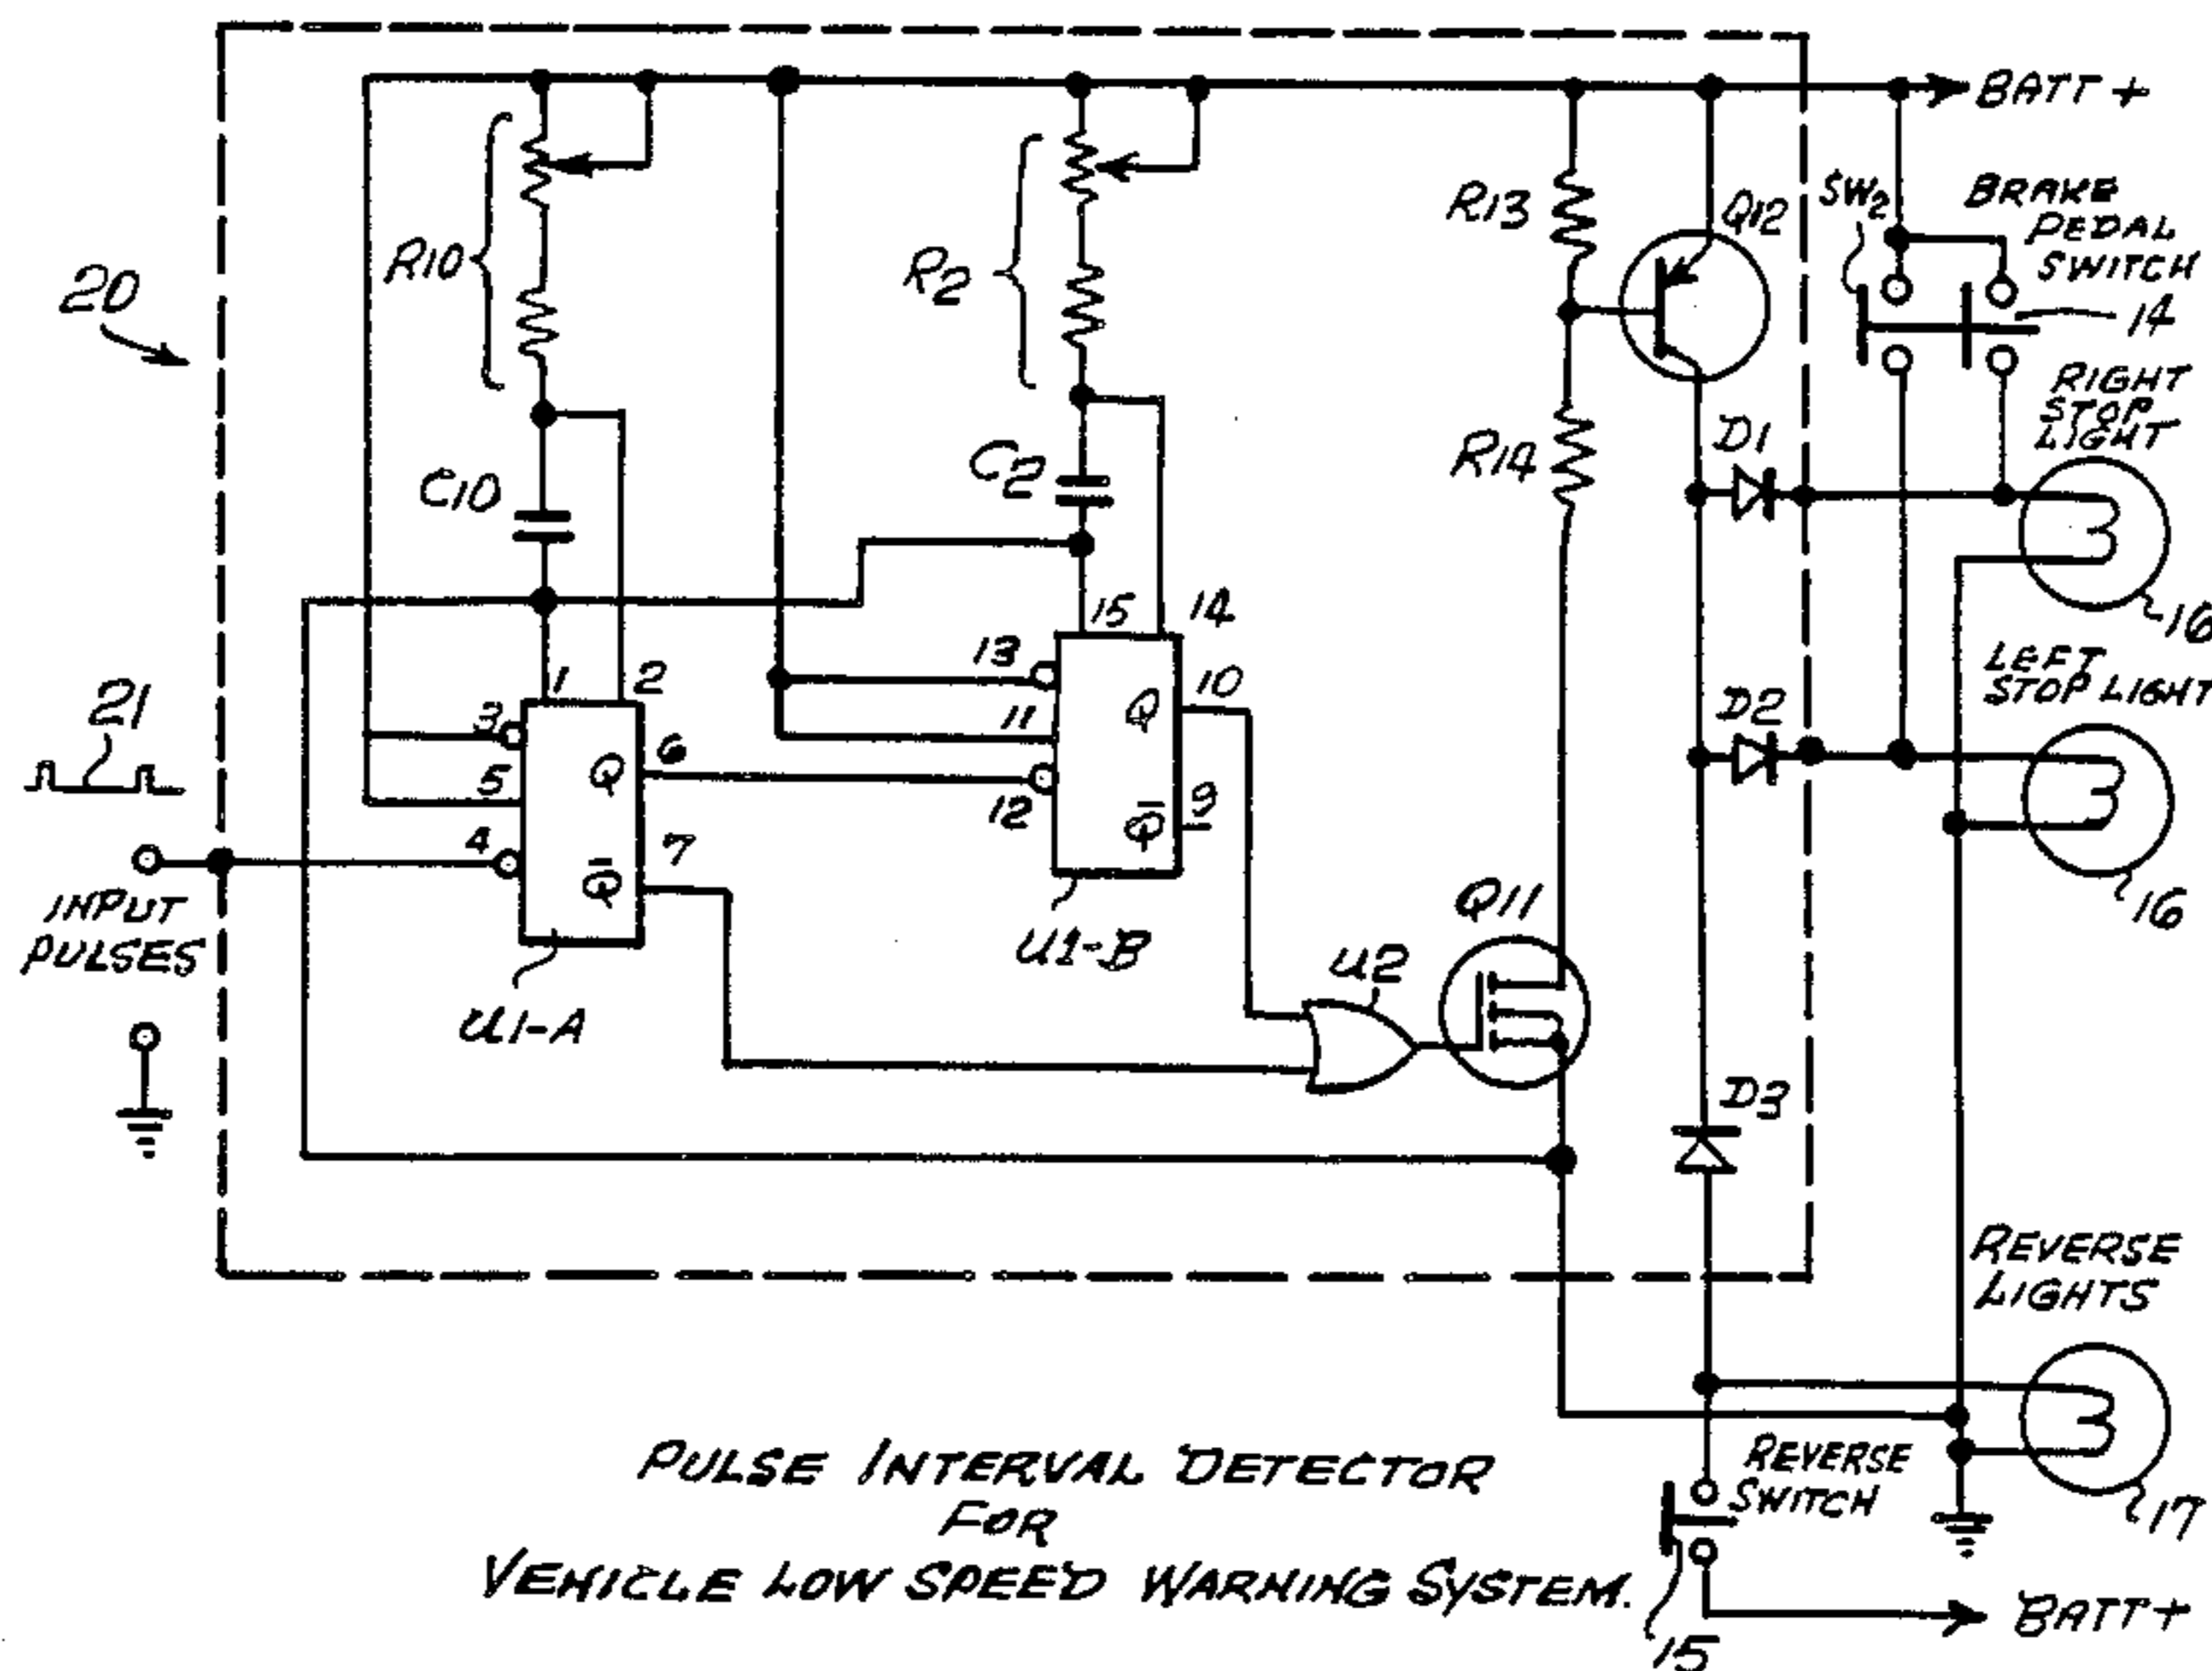 BATT +
R10
R2
R13
Q12
SW2
BRAKE
PEDAL
SWITCH
14
20
C10
C2
R14
D1
RIGHT
STOP
LIGHT
16
1
2
15
14
13
11
12
Q
10
Q̅
9
U1-B
21
3
5
4
Q
6
Q̅
7
U1-A
INPUT
PULSES
D2
LEFT
STOP LIGHT
16
Q11
U2
D3
REVERSE
LIGHTS
17
REVERSE
SWITCH
15
BATT +
PULSE INTERVAL DETECTOR
FOR
VEHICLE LOW SPEED WARNING SYSTEM.